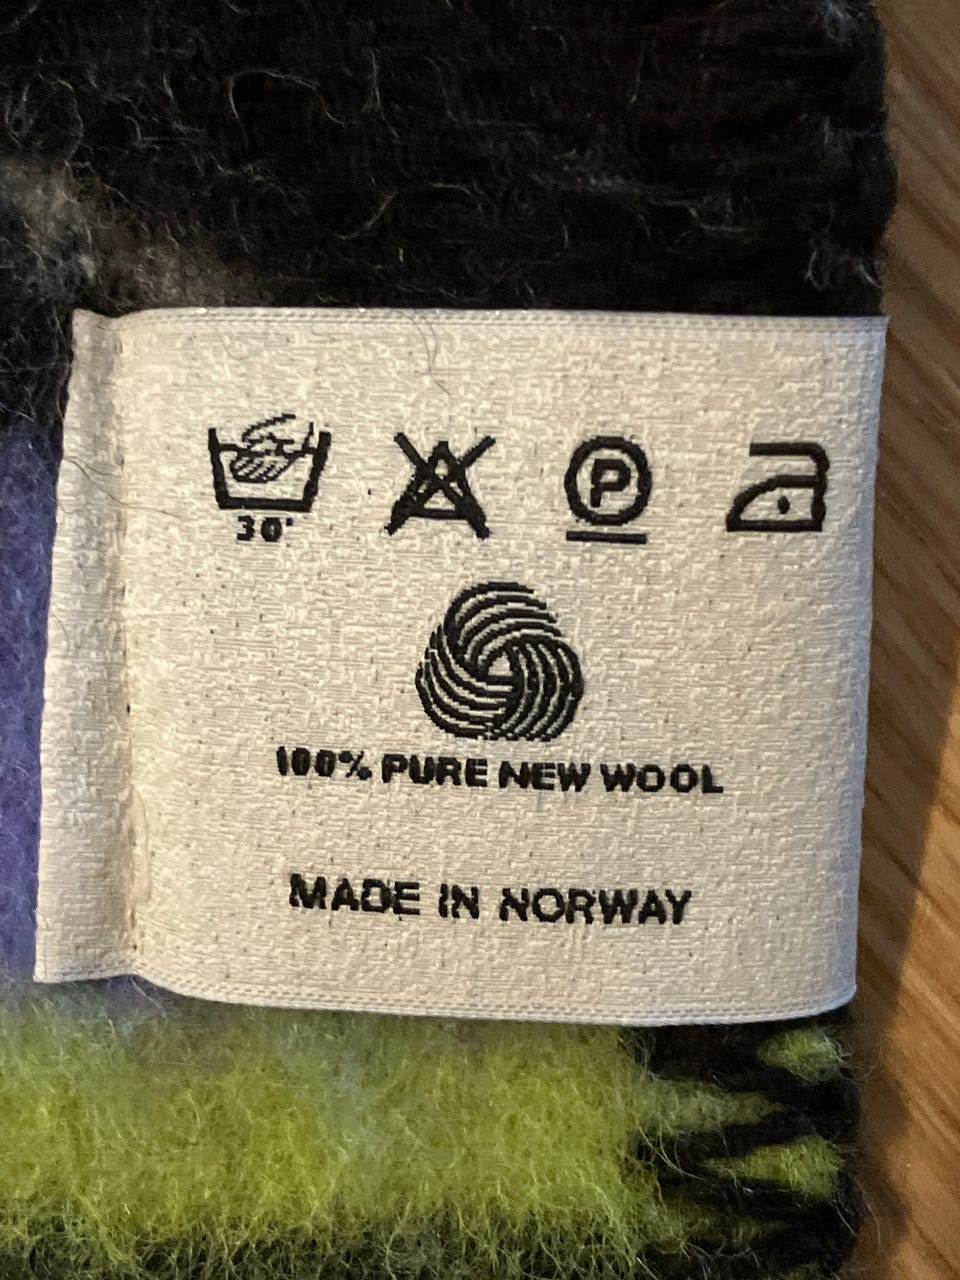 30°
P
100% PURE NEW WOOL
MADE IN NORWAY